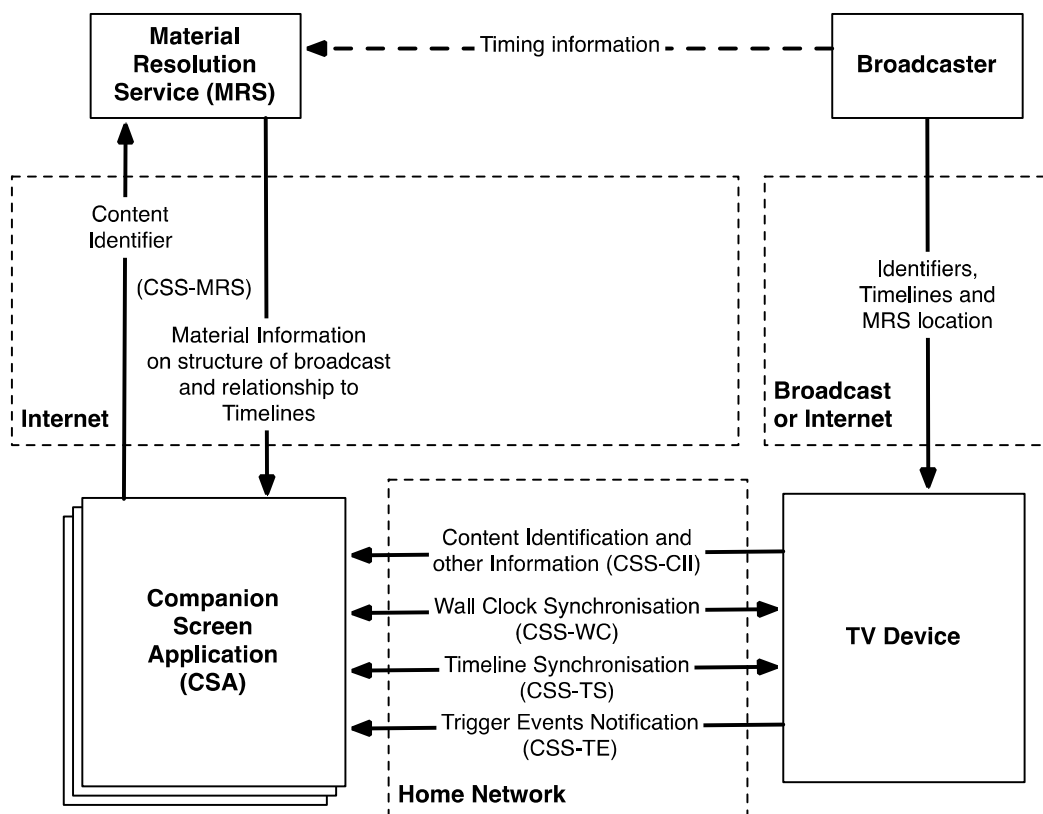 Material
Resolution
Service (MRS)
Timing information
Broadcaster
Content
Identifier
(CSS-MRS)
Material Information
on structure of broadcast
and relationship to
Timelines
Internet
Identifiers,
Timelines and
MRS location
Broadcast
or Internet
Companion
Screen
Application
(CSA)
Content Identification and
other Information (CSS-CII)
Wall Clock Synchronisation
(CSS-WC)
Timeline Synchronisation
(CSS-TS)
Trigger Events Notification
(CSS-TE)
Home Network
TV Device